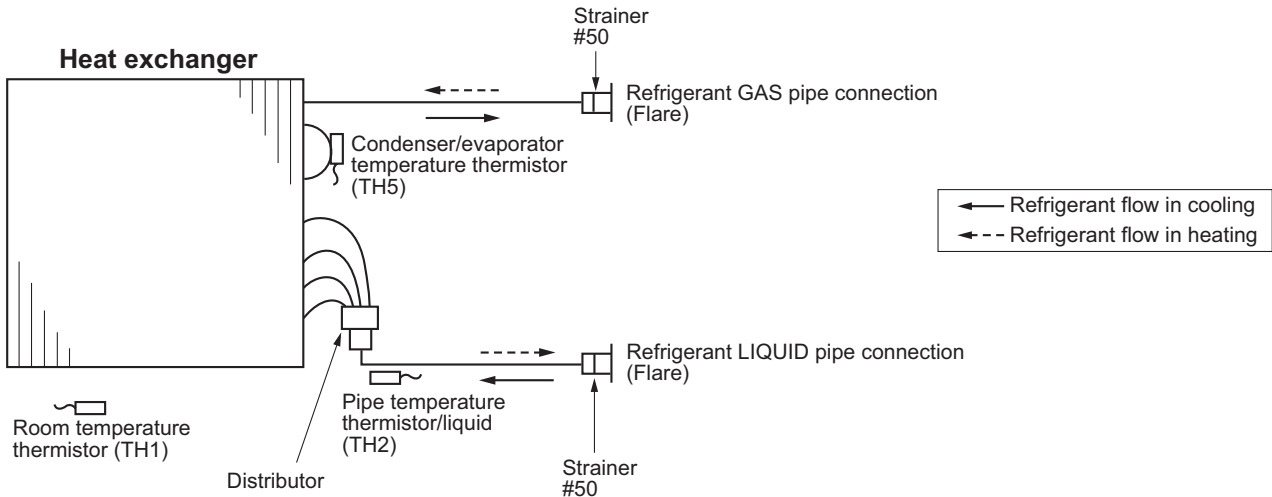 Strainer
#50
Heat exchanger
Refrigerant GAS pipe connection
(Flare)
Condenser/evaporator
temperature thermistor
(TH5)
Refrigerant flow in cooling
Refrigerant flow in heating
Refrigerant LIQUID pipe connection
(Flare)
Pipe temperature
thermistor/liquid
(TH2)
Room temperature
thermistor (TH1)
Distributor
Strainer
#50